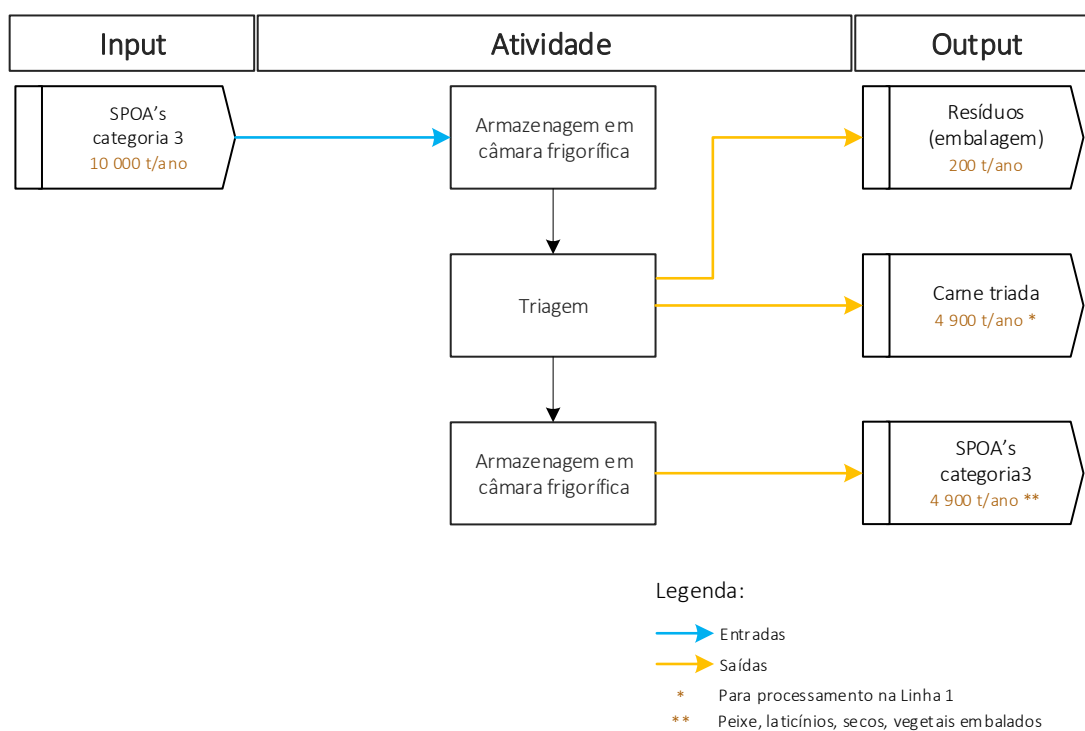 Input
Atividade
Output
SPOA's
categoria 3
10 000 t/ano
Armazenagem em
câmara frigorífica
Resíduos
(embalagem)
200 t/ano
Triagem
Carne triada
4 900 t/ano *
Armazenagem em
câmara frigorífica
SPOA's
categoria3
4 900 t/ano **
Legenda:
Entradas
Saídas
* Para processamento na Linha 1
** Peixe, laticínios, secos, vegetais embalados